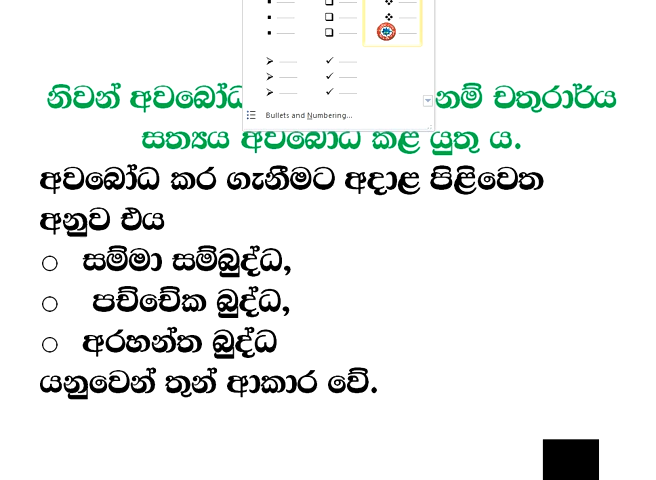 Bullets and Numbering...
නිවන් අවබෝධ නම් චතුරාර්ය
සත්‍යය අවබෝධ කළ යුතු ය.
අවබෝධ කර ගැනීමට අදාළ පිළිවෙත
අනුව එය
සම්මා සම්බුද්ධ,
පච්චේක බුද්ධ,
අරහන්ත බුද්ධ
යනුවෙන් තුන් ආකාර වේ.